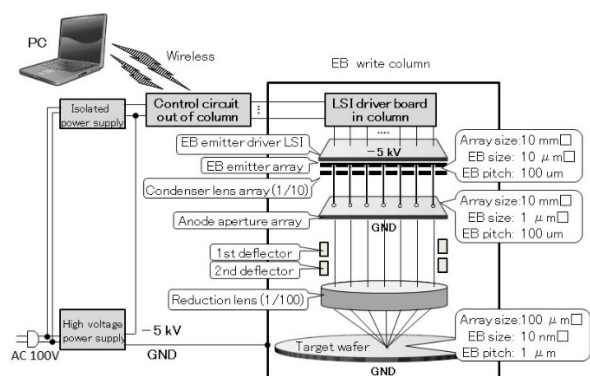 PC
Wireless
EB write column
Isolated
power supply
Control circuit
out of column
LSI driver board
in column
EB emitter driver LSI
−5 kV
EB emitter array
Condenser lens array (1/10)
Array size:10 mm□
EB size: 10 μm□
EB pitch: 100 um
Anode aperture array
GND
Array size:10 mm□
EB size: 1 μm□
EB pitch: 100 um
1st deflector
2nd deflector
Reduction lens (1/100)
High voltage
power supply
−5 kV
GND
AC 100V
Array size:100 μm□
EB size: 10 nm□
EB pitch: 1 μm
Target wafer
GND